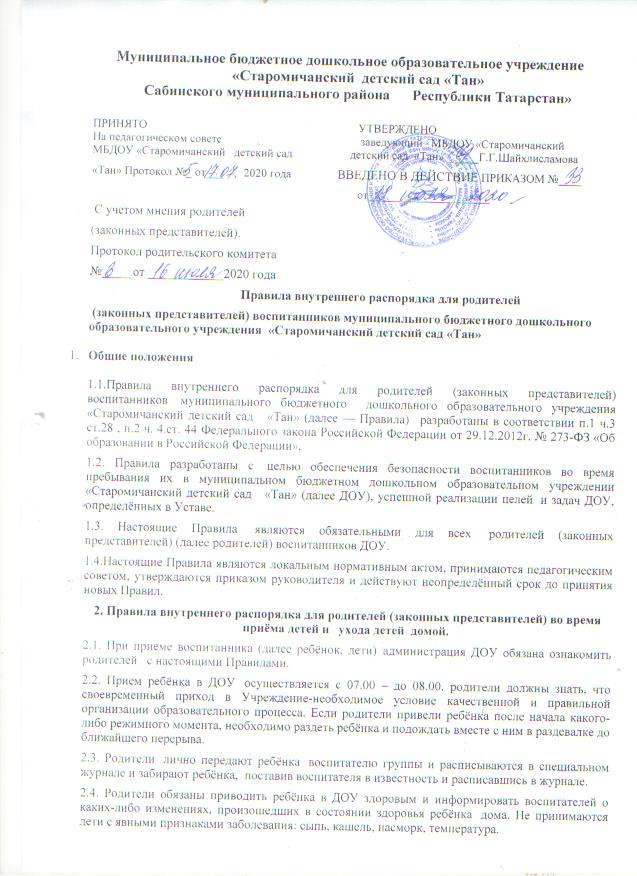 Муниципальное бюджетное дошкольное образовательное учреждение
«Старомичанский детский сад «Тан»
Сабинского муниципального района Республики Татарстан»
ПРИНЯТО
На педагогическом совете
МБДОУ «Старомичанский детский сад
«Тан» Протокол №5 от 17.07. 2020 года
С учетом мнения родителей
(законных представителей).
Протокол родительского комитета
№ 3 от 16 июля 2020 года
УТВЕРЖДЕНО
заведующий МБДОУ «Старомичанский
детский сад «Тан» Г.Г.Шайхлисламова
ВВЕДЕНО В ДЕЙСТВИЕ ПРИКАЗОМ № 33
от 18 июля 2020
Правила внутреннего распорядка для родителей
(законных представителей) воспитанников муниципального бюджетного дошкольного
образовательного учреждения «Старомичанский детский сад «Тан»
1. Общие положения
1.1.Правила внутреннего распорядка для родителей (законных представителей)
воспитанников муниципального бюджетного дошкольного образовательного учреждения
«Старомичанский детский сад «Тан» (далее — Правила) разработаны в соответствии п.1 ч.3
ст.28 , п.2 ч. 4.ст. 44 Федерального закона Российской Федерации от 29.12.2012г. № 273-ФЗ «Об
образовании в Российской Федерации».
1.2. Правила разработаны с целью обеспечения безопасности воспитанников во время
пребывания их в муниципальном бюджетном дошкольном образовательном учреждении
«Старомичанский детский сад «Тан» (далее ДОУ), успешной реализации целей и задач ДОУ,
определённых в Уставе.
1.3. Настоящие Правила являются обязательными для всех родителей (законных
представителей) (далее родителей) воспитанников ДОУ.
1.4.Настоящие Правила являются локальным нормативным актом, принимаются педагогическим
советом, утверждаются приказом руководителя и действуют неопределённый срок до принятия
новых Правил.
2. Правила внутреннего распорядка для родителей (законных представителей) во время
приёма детей и ухода детей домой.
2.1. При приеме воспитанника (далее ребёнок, дети) администрация ДОУ обязана ознакомить
родителей с настоящими Правилами.
2.2. Прием ребёнка в ДОУ осуществляется с 07.00 – до 08.00. родители должны знать, что
своевременный приход в Учреждение-необходимое условие качественной и правильной
организации образовательного процесса. Если родители привели ребёнка после начала какого-
либо режимного момента, необходимо раздеть ребёнка и подождать вместе с ним в раздевалке до
ближайшего перерыва.
2.3. Родители лично передают ребёнка воспитателю группы и расписываются в специальном
журнале и забирают ребёнка, поставив воспитателя в известность и расписавшись в журнале.
2.4. Родители обязаны приводить ребёнка в ДОУ здоровым и информировать воспитателей о
каких-либо изменениях, произошедших в состоянии здоровья ребёнка дома. Не принимаются
дети с явными признаками заболевания: сыпь, кашель, насморк, температура.